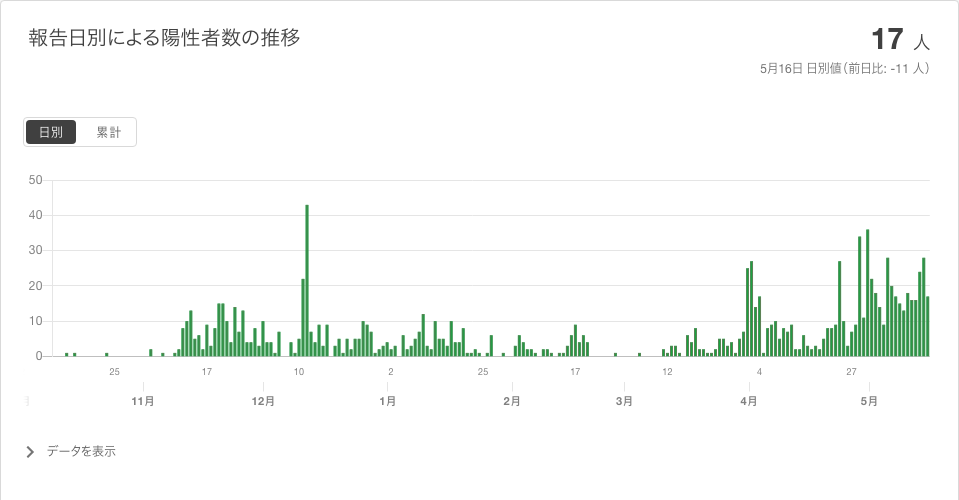 報告日別による陽性者数の推移
17 人
5月16日 日別値(前日比: -11 人)
日別 累計
50
40
30
20
10
0
25 17 10 2 25 17 12 4 27
11月 12月 1月 2月 3月 4月 5月
データを表示